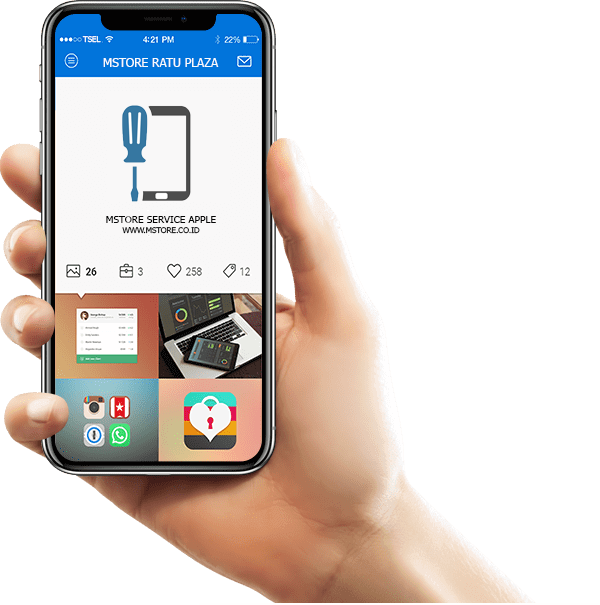 TSEL 4:21 PM 22%
MSTORE RATU PLAZA
MSTORE SERVICE APPLE
WWW.MSTORE.CO.ID
26 3 258 12